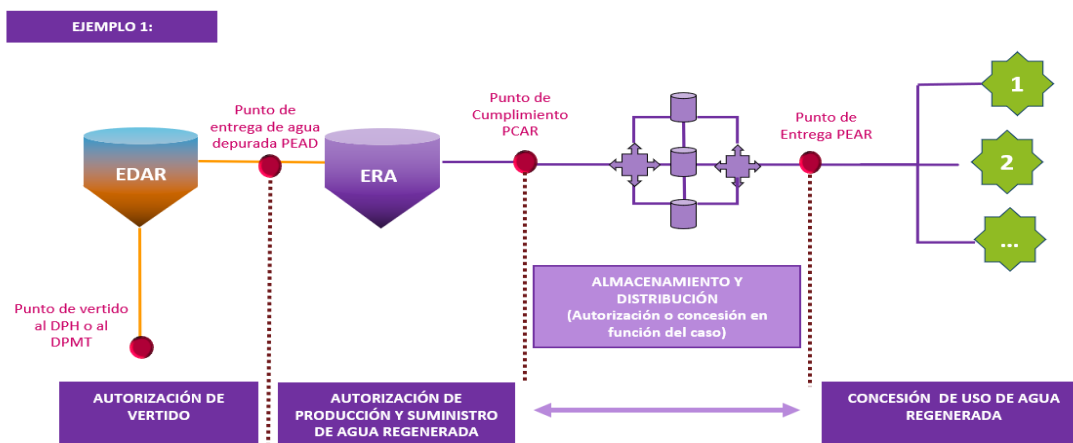 EJEMPLO 1:
Punto de
entrega de agua
depurada PEAD
Punto de
Cumplimiento
PCAR
Punto de
Entrega PEAR
EDAR
ERA
1
2
...
Punto de vertido
al DPH o al
DPMT
ALMACENAMIENTO Y
DISTRIBUCIÓN
(Autorización o concesión en
función del caso)
AUTORIZACIÓN DE
VERTIDO
AUTORIZACIÓN DE
PRODUCCIÓN Y SUMINISTRO
DE AGUA REGENERADA
CONCESIÓN DE USO DE AGUA
REGENERADA